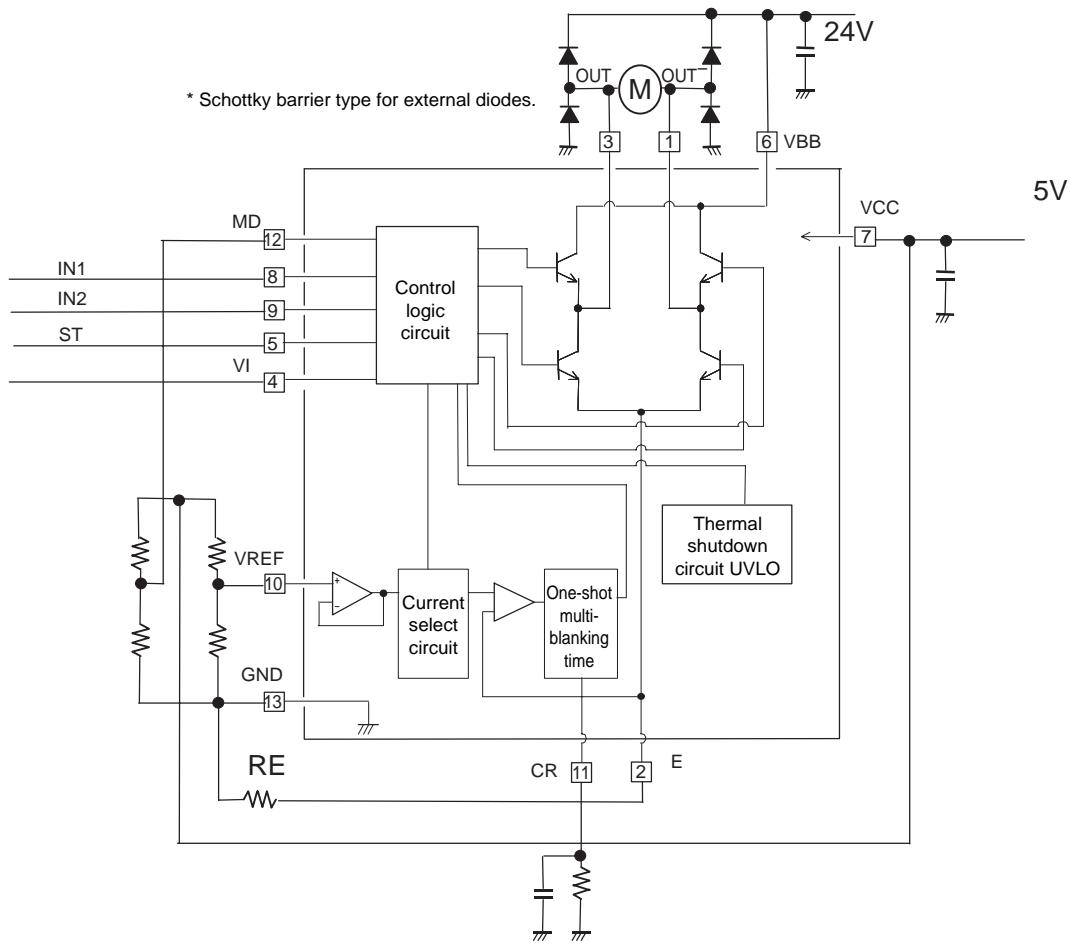 24V
OUT
M
OUT‾
* Schottky barrier type for external diodes.
3
1
6
VBB
5V
VCC
7
MD
12
IN1
8
IN2
9
ST
5
VI
4
Control
logic
circuit
Thermal
shutdown
circuit UVLO
VREF
10
+
−
Current
select
circuit
One-shot
multi-
blanking
time
GND
13
RE
CR
11
2
E